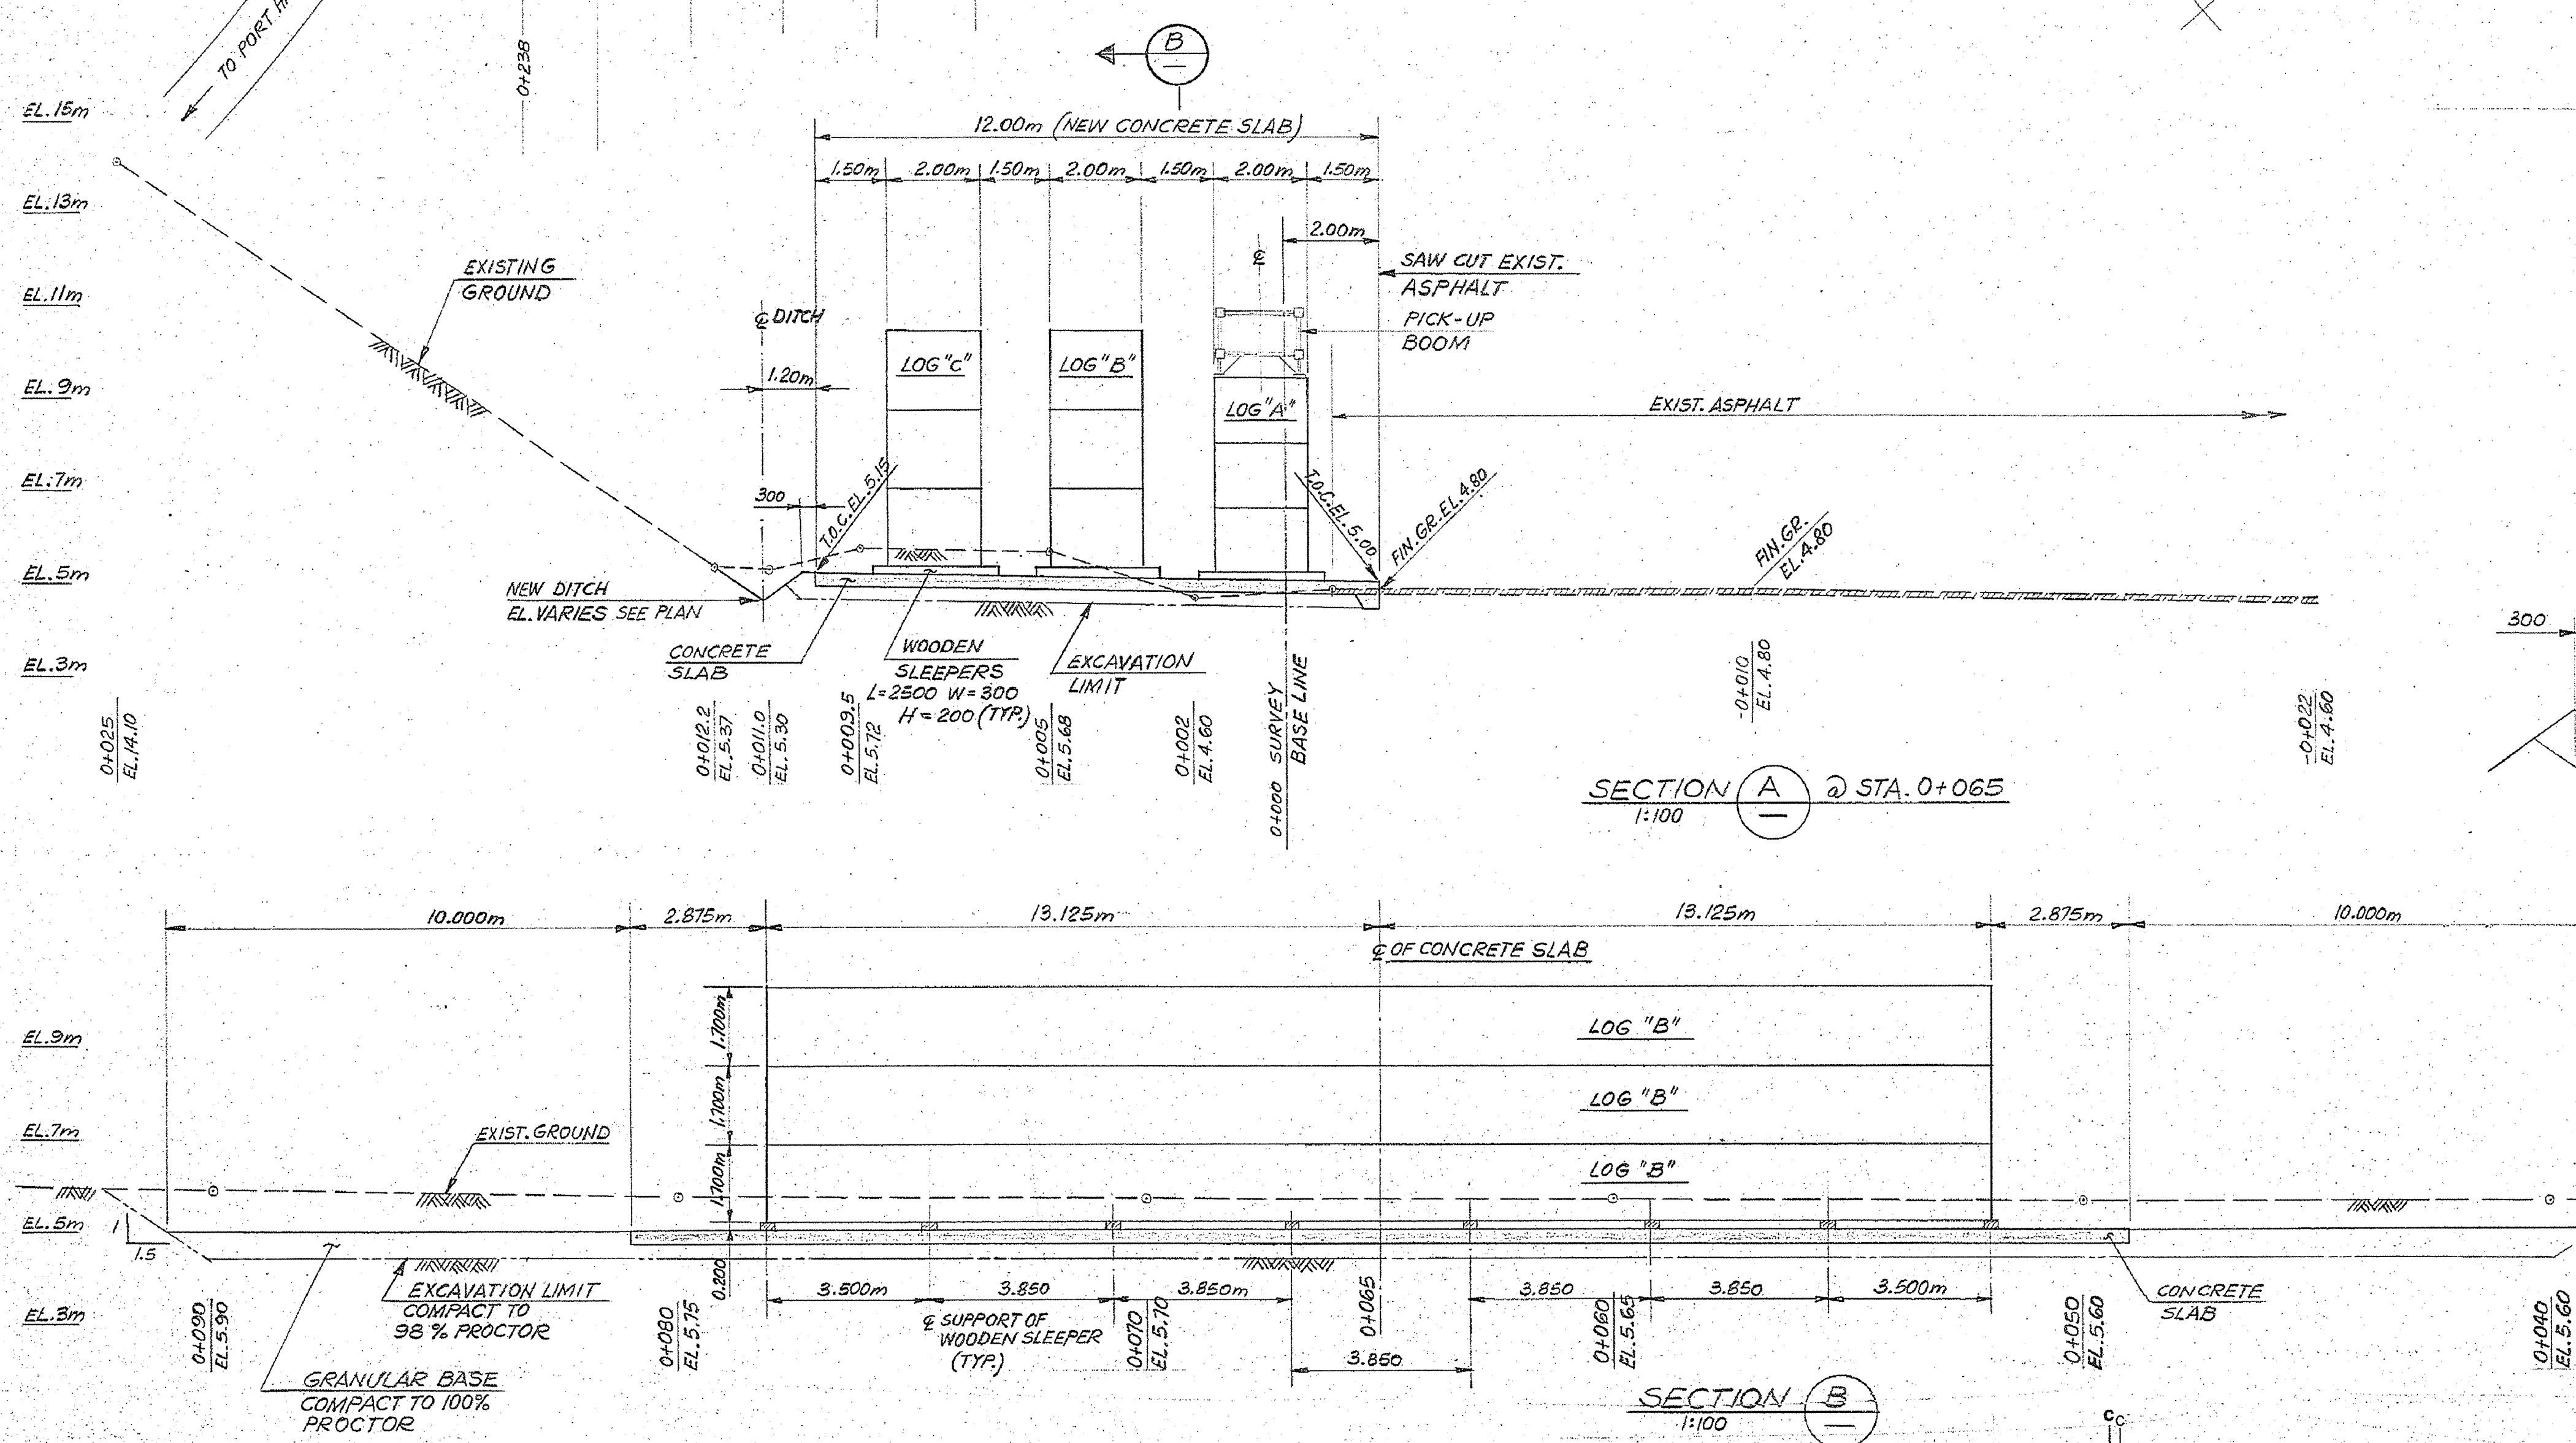 TO PORT
0+238
B
EL. 15m
EL. 13m
EL. 11m
EL. 9m
EL. 7m
EL. 5m
EL. 3m
12.00m (NEW CONCRETE SLAB)
1.50m 2.00m 1.50m 2.00m 1.50m 2.00m 1.50m
2.00m
SAW CUT EXIST.
ASPHALT
PICK-UP
BOOM
EXISTING
GROUND
℄ DITCH
℄
1.20m
LOG "C"
LOG "B"
LOG "A"
EXIST. ASPHALT
300
T.O.C. EL. 5.15
T.O.C. EL. 5.00
FIN. GR. EL. 4.80
FIN. GR.
EL. 4.80
NEW DITCH
EL. VARIES SEE PLAN
CONCRETE
SLAB
WOODEN
SLEEPERS
L=2500 W=300
H=200 (TYP.)
EXCAVATION
LIMIT
300
0+025
EL. 14.10
0+012.2
EL. 5.37
0+011.0
EL. 5.30
0+009.5
EL. 5.72
0+005
EL. 5.68
0+002
EL. 4.60
0+000 SURVEY
BASE LINE
-0+010
EL. 4.80
-0+022
EL. 4.60
SECTION A @ STA. 0+065
1:100
10.000m 2.875m 13.125m 13.125m 2.875m 10.000m
℄ OF CONCRETE SLAB
EL. 9m
EL. 7m
EL. 5m
EL. 3m
1.700m
1.700m
1.700m
0.200
LOG "B"
LOG "B"
LOG "B"
EXIST. GROUND
1
1.5
EXCAVATION LIMIT
COMPACT TO
98 % PROCTOR
GRANULAR BASE
COMPACT TO 100%
PROCTOR
3.500m 3.850 3.850m 3.850 3.850 3.500m
3.850
℄ SUPPORT OF
WOODEN SLEEPER
(TYP.)
CONCRETE
SLAB
0+090
EL. 5.90
0+080
EL. 5.75
0+070
EL. 5.70
0+065
0+060
EL. 5.65
0+050
EL. 5.60
0+040
EL. 5.60
SECTION B
1:100